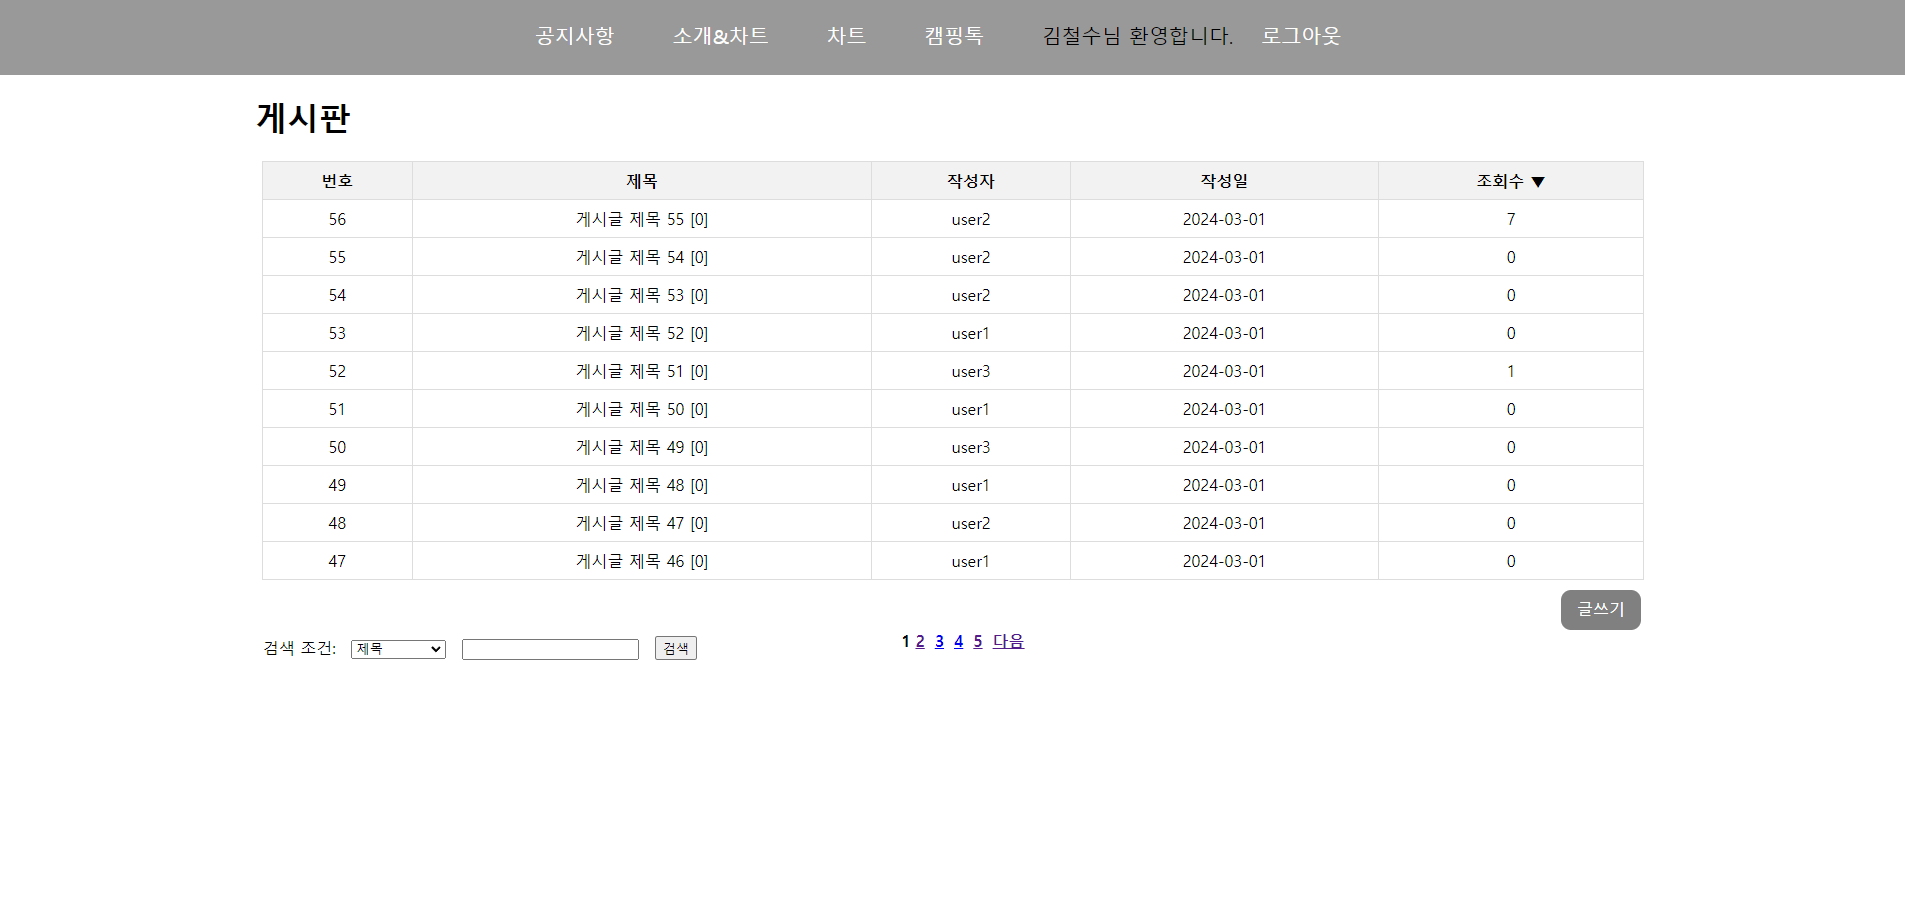 공지사항 소개&차트 차트 캠핑톡 김철수님 환영합니다. 로그아웃
게시판
번호 제목 작성자 작성일 조회수 ▼
56 게시글 제목 55 [0] user2 2024-03-01 7
55 게시글 제목 54 [0] user2 2024-03-01 0
54 게시글 제목 53 [0] user2 2024-03-01 0
53 게시글 제목 52 [0] user1 2024-03-01 0
52 게시글 제목 51 [0] user3 2024-03-01 1
51 게시글 제목 50 [0] user1 2024-03-01 0
50 게시글 제목 49 [0] user3 2024-03-01 0
49 게시글 제목 48 [0] user1 2024-03-01 0
48 게시글 제목 47 [0] user2 2024-03-01 0
47 게시글 제목 46 [0] user1 2024-03-01 0
글쓰기
검색 조건: 제목 검색 1 2 3 4 5 다음